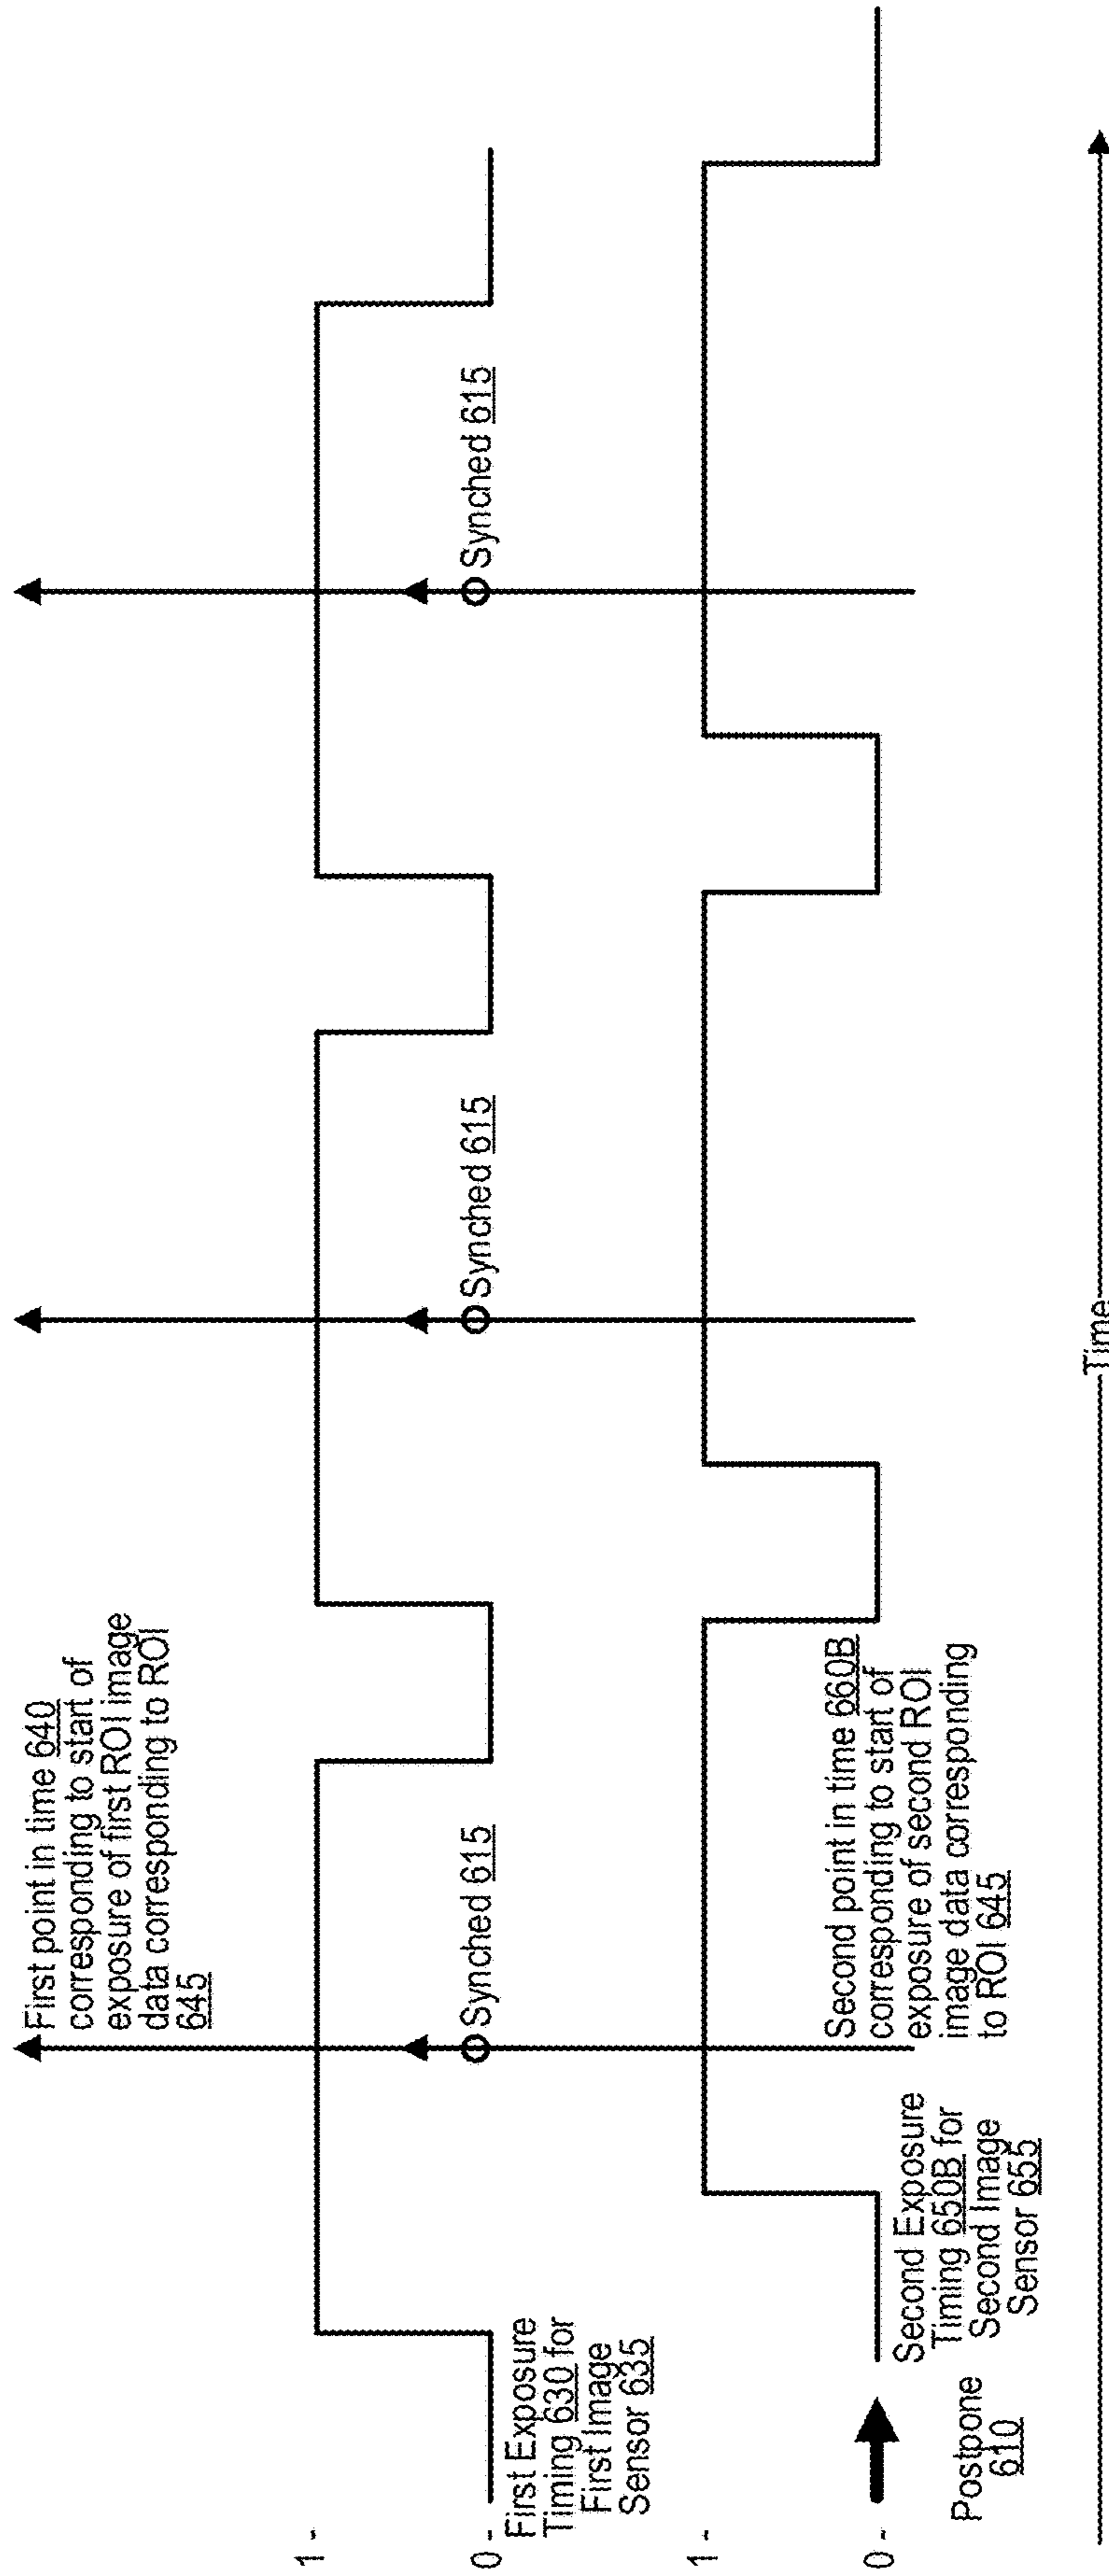 First point in time 640
corresponding to start of
exposure of first ROI image
data corresponding to ROI
645
1 -
0 -
Synched 615
Synched 615
Synched 615
First Exposure
Timing 630 for
First Image
Sensor 635
1 -
0 -
Second point in time 660B
corresponding to start of
exposure of second ROI
image data corresponding
to ROI 645
Second Exposure
Timing 650B for
Second Image
Sensor 655
Postpone
610
Time